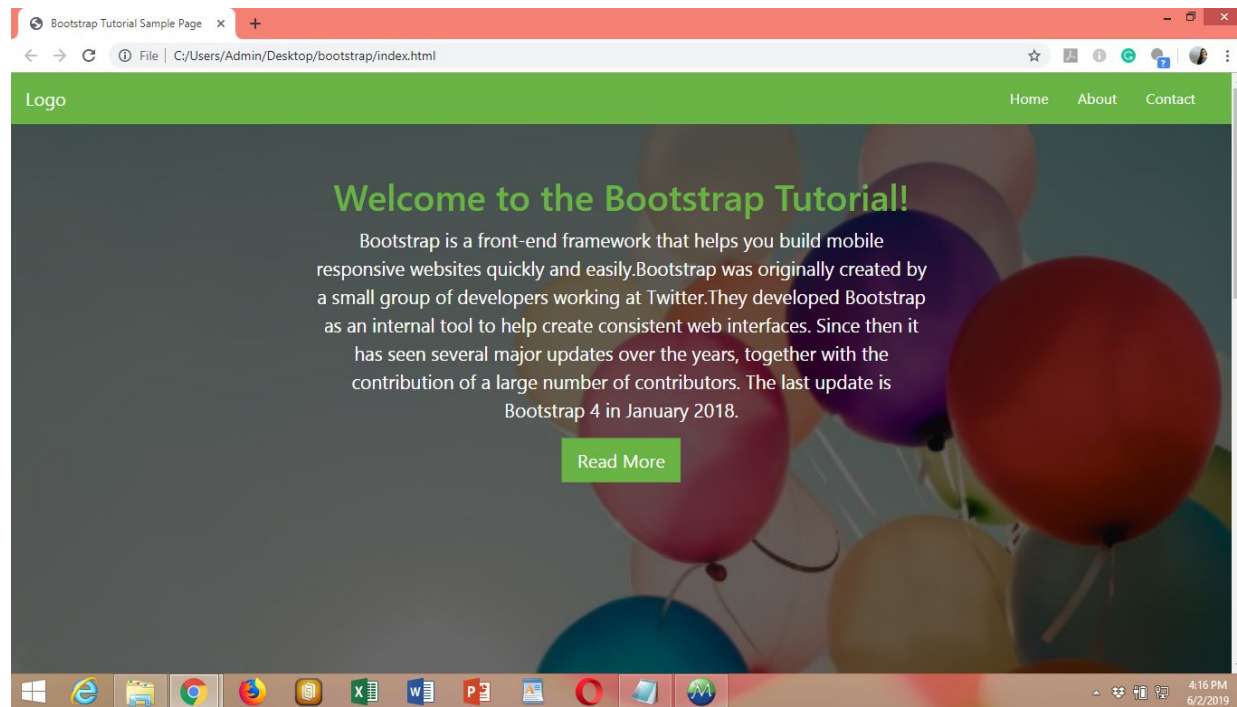 Bootstrap Tutorial Sample Page
File
C:/Users/Admin/Desktop/bootstrap/index.html
Logo
Home About Contact
Welcome to the Bootstrap Tutorial!
Bootstrap is a front-end framework that helps you build mobile
responsive websites quickly and easily.Bootstrap was originally created by
a small group of developers working at Twitter.They developed Bootstrap
as an internal tool to help create consistent web interfaces. Since then it
has seen several major updates over the years, together with the
contribution of a large number of contributors. The last update is
Bootstrap 4 in January 2018.
Read More
4:16 PM
6/2/2019